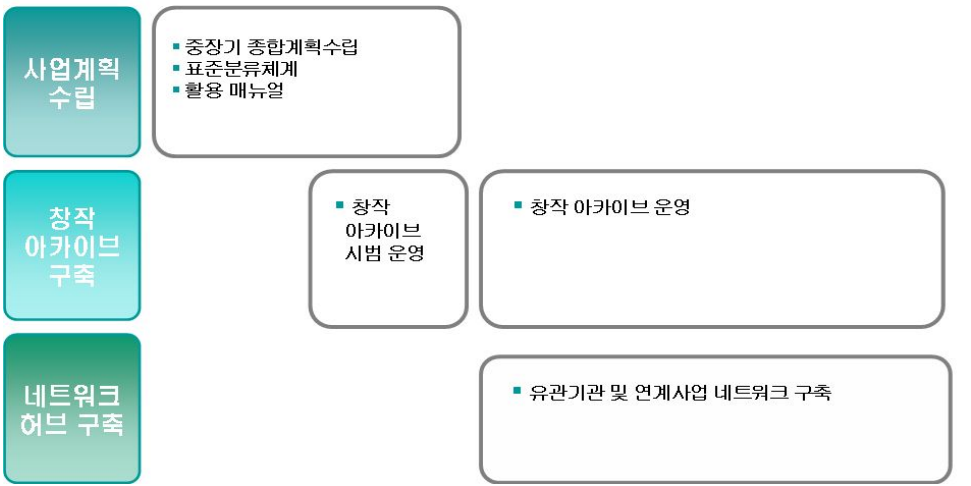 사업계획
수립
▪ 중장기 종합계획수립
▪ 표준분류체계
▪ 활용 매뉴얼
창작
아카이브
구축
▪ 창작
아카이브
시범 운영
▪ 창작 아카이브 운영
네트워크
허브 구축
▪ 유관기관 및 연계사업 네트워크 구축